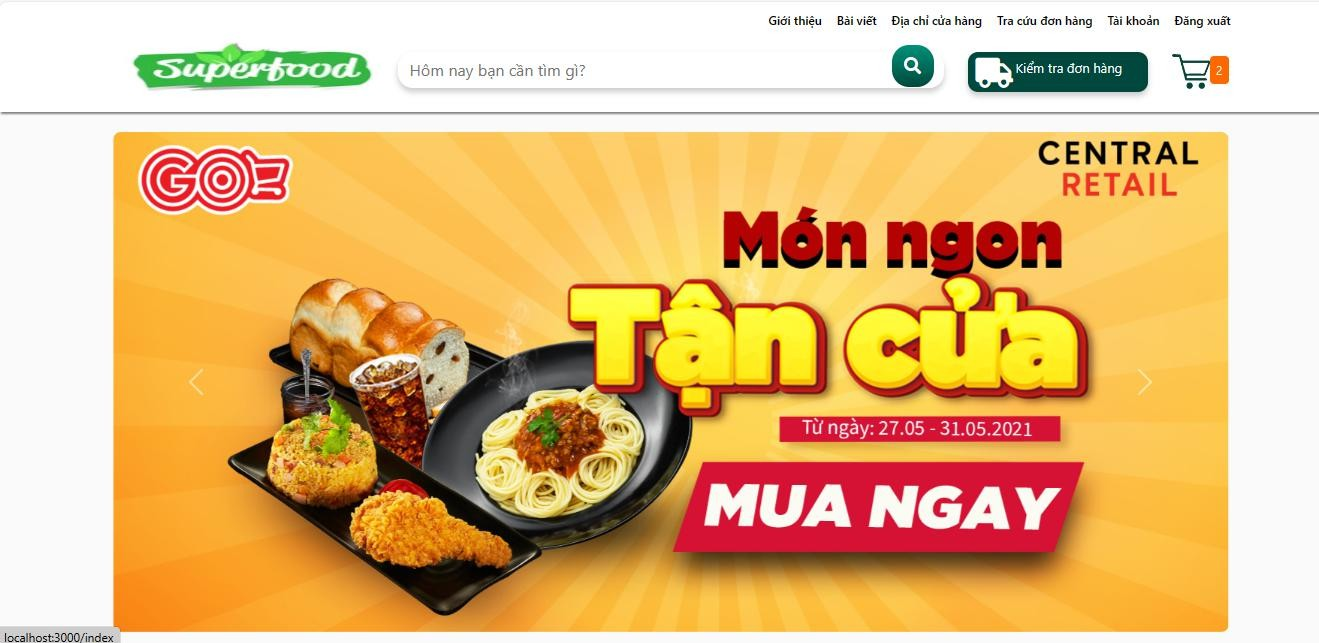 Giới thiệu Bài viết Địa chỉ cửa hàng Tra cứu đơn hàng Tài khoản Đăng xuất
Superfood
Hôm nay bạn cần tìm gì?
Kiểm tra đơn hàng
2
GO!
CENTRAL
RETAIL
Món ngon
Tận cửa
Từ ngày: 27.05 - 31.05.2021
MUA NGAY
localhost:3000/index